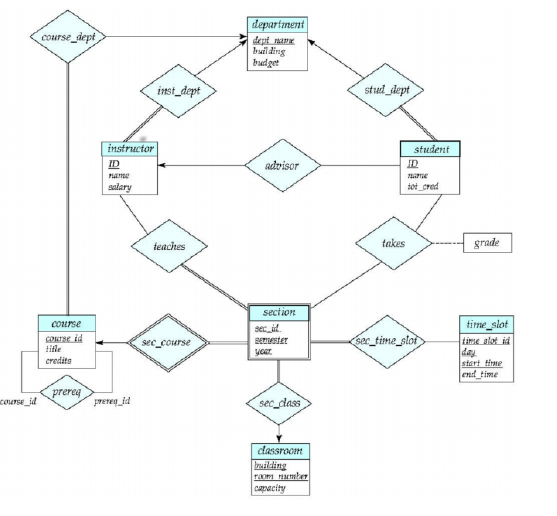 department
course_dept
dept_name
building
budget
inst_dept
stud_dept
instructor
ID
name
salary
advisor
student
ID
name
tot_cred
teaches
takes
grade
section
sec_id
semester
year
course
course_id
title
credits
sec_course
sec_time_slot
time_slot
time_slot_id
day
start_time
end_time
prereq
course_id
prereq_id
sec_class
classroom
building
room_number
capacity